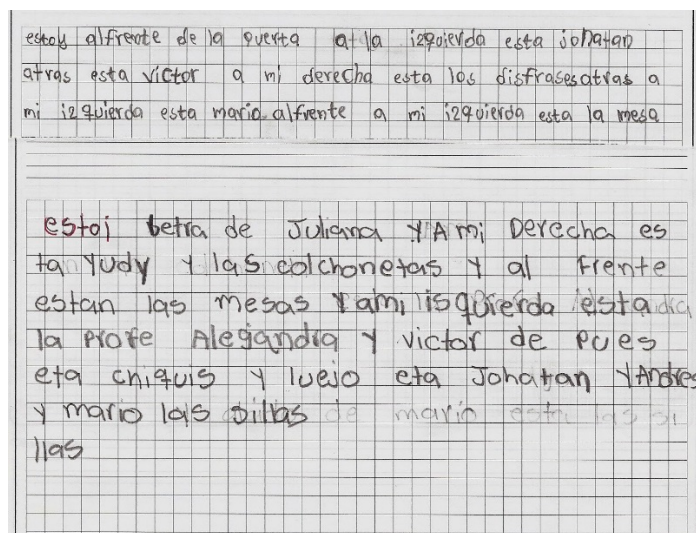 estoy alfrente de la puerta at la izquierda esta johatan
atras esta victor a mi derecha esta los disfrasesatras a
mi izquierda esta mario alfrente a mi izquierda esta la mesa
estoi betra de Juliana Y A mi Derecha es
ta Yudy Y las colchonetas Y al frente
estan las mesas Y ami isquierda esta
la profe Alegandra Y victor de pues
eta chiquis Y luejo eta Johatan Y Andres
Y mario las sillas de mario esta las si
llas